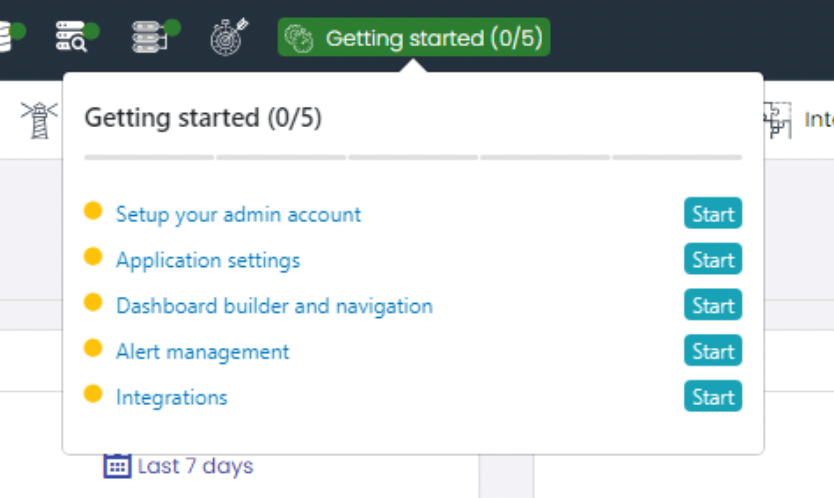 Getting started (0/5)
Getting started (0/5)
Setup your admin account Start
Application settings Start
Dashboard builder and navigation Start
Alert management Start
Integrations Start
Last 7 days